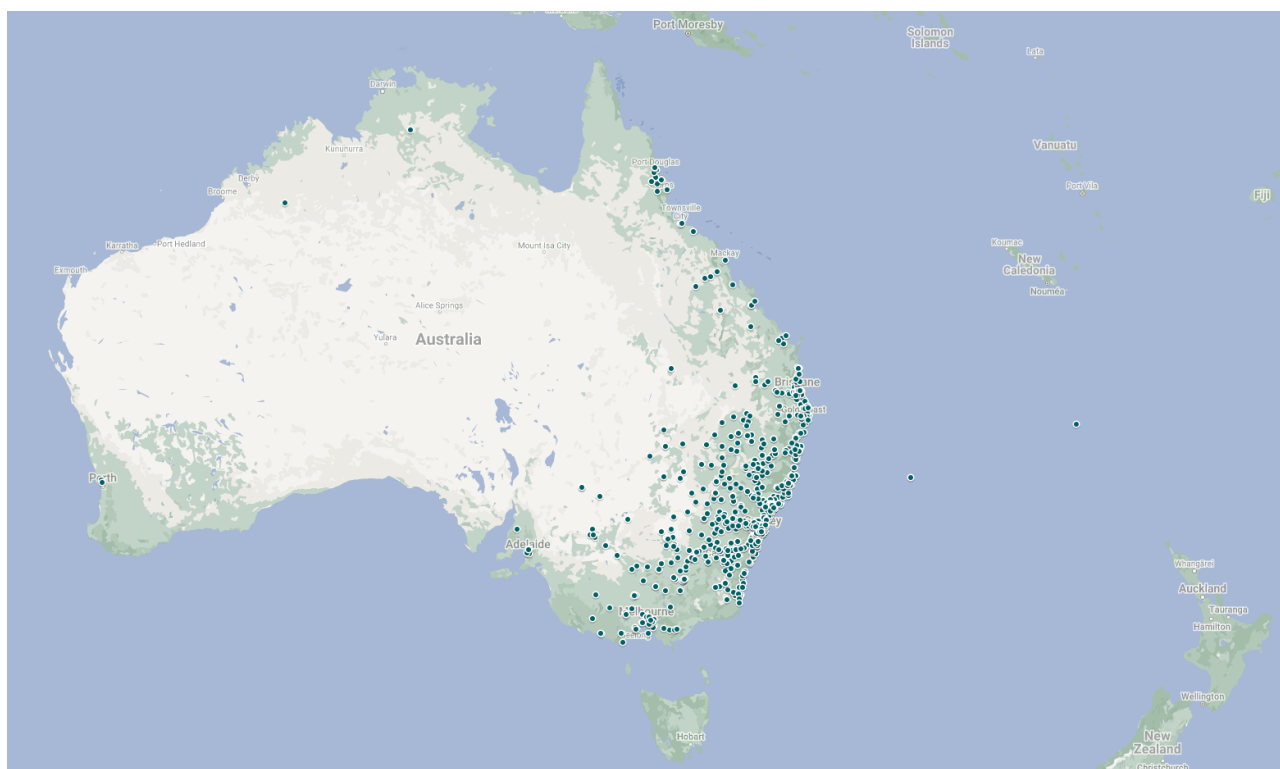 Port Moresby
Solomon
Islands
Lata
Darwin
Kununurra
Port Douglas
Vanuatu
Derby
Broome
Port Vila
Fiji
Townsville
City
Karratha
Port Hedland
Mount Isa City
Koumac
Mackay
New
Caledonia
Exmouth
Nouméa
Alice Springs
Yulara
Australia
Brisbane
Gold Coast
Perth
Adelaide
Whangārei
Auckland
Melbourne
Tauranga
Hamilton
Wellington
Hobart
New
Zealand
Christchurch